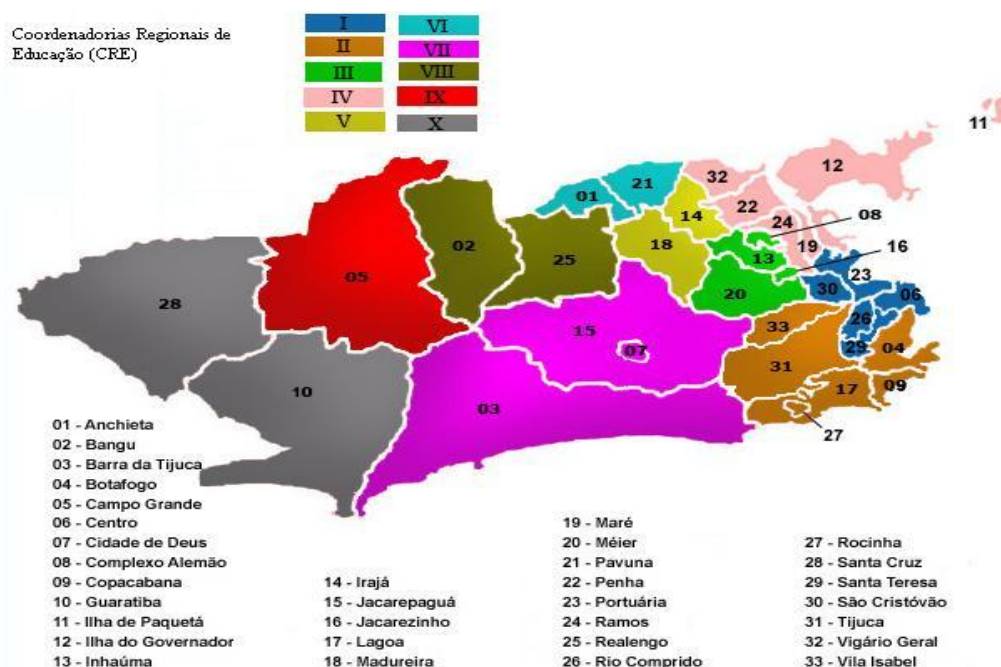 Coordenadorias Regionais de
Educação (CRE)
I
II
III
IV
V
VI
VII
VIII
IX
X
11
12
32
21
22
01
14
24
08
18
19
16
02
25
13
23
05
28
20
30
06
26
15
33
07
29
04
31
10
17
09
03
27
01 - Anchieta
02 - Bangu
03 - Barra da Tijuca
04 - Botafogo
05 - Campo Grande
06 - Centro
07 - Cidade de Deus
08 - Complexo Alemão
09 - Copacabana
10 - Guaratiba
11 - Ilha de Paquetá
12 - Ilha do Governador
13 - Inhaúma
14 - Irajá
15 - Jacarepaguá
16 - Jacarezinho
17 - Lagoa
18 - Madureira
19 - Maré
20 - Méier
21 - Pavuna
22 - Penha
23 - Portuária
24 - Ramos
25 - Realengo
26 - Rio Comprido
27 - Rocinha
28 - Santa Cruz
29 - Santa Teresa
30 - São Cristóvão
31 - Tijuca
32 - Vigário Geral
33 - Vila Isabel